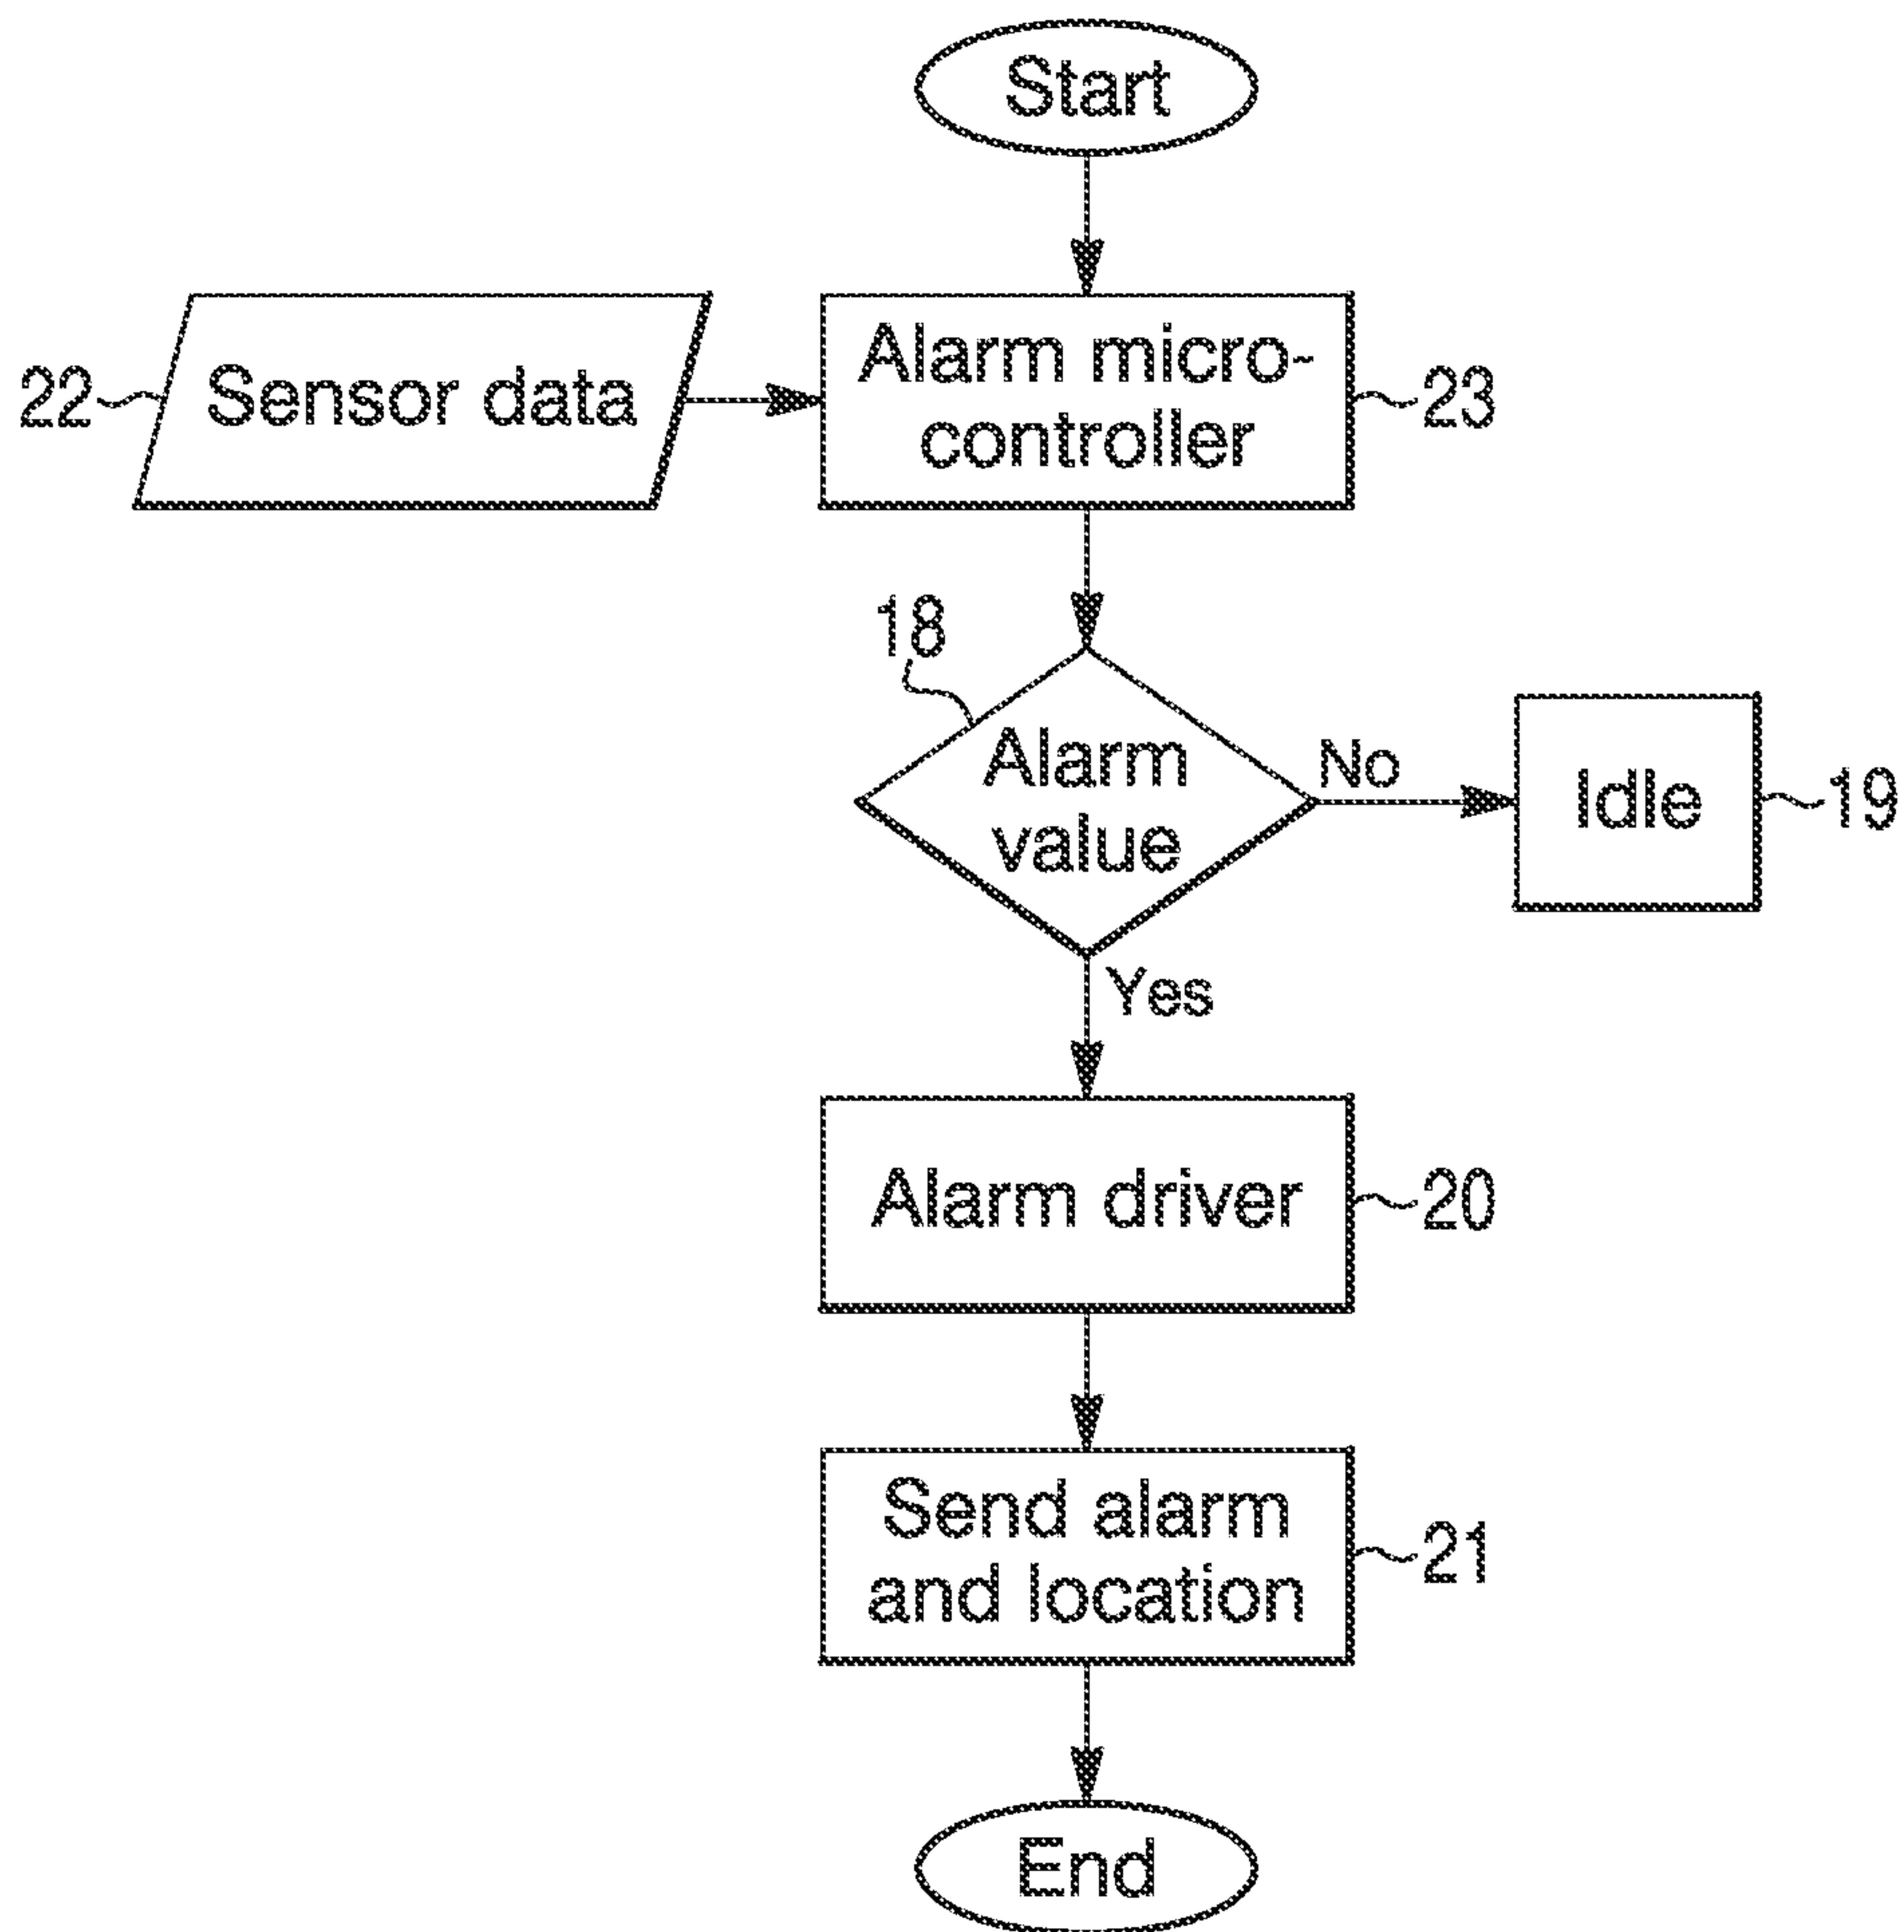 Start
22
Sensor data
Alarm micro-
controller
23
18
Alarm
value
No
Idle
19
Yes
Alarm driver
20
Send alarm
and location
21
End